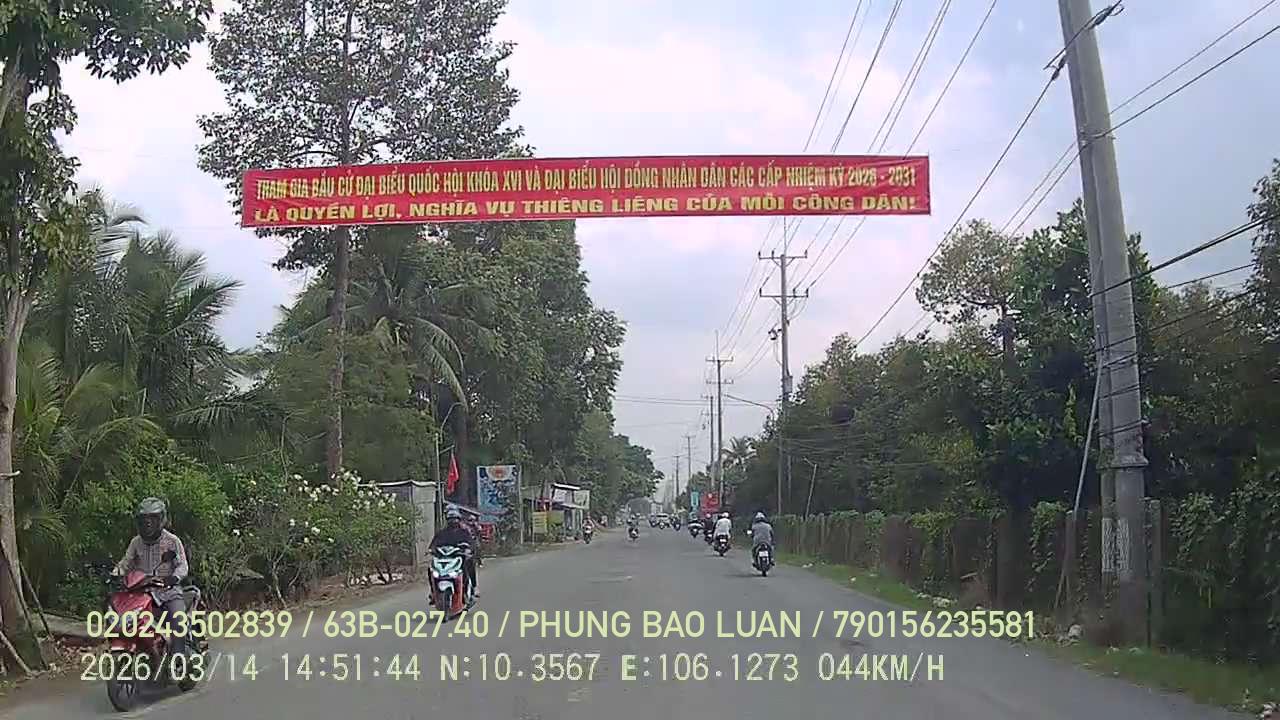 THAM GIA BẦU CỬ ĐẠI BIỂU QUỐC HỘI KHÓA XVI VÀ ĐẠI BIỂU HỘI ĐỒNG NHÂN DÂN CÁC CẤP NHIỆM KỲ 2026 - 2031
LÀ QUYỀN LỢI, NGHĨA VỤ THIÊNG LIÊNG CỦA MỖI CÔNG DÂN!
020243502839 / 63B-027.40 / PHUNG BAO LUAN / 790156235581
2026/03/14 14:51:44 N:10.3567 E:106.1273 044KM/H